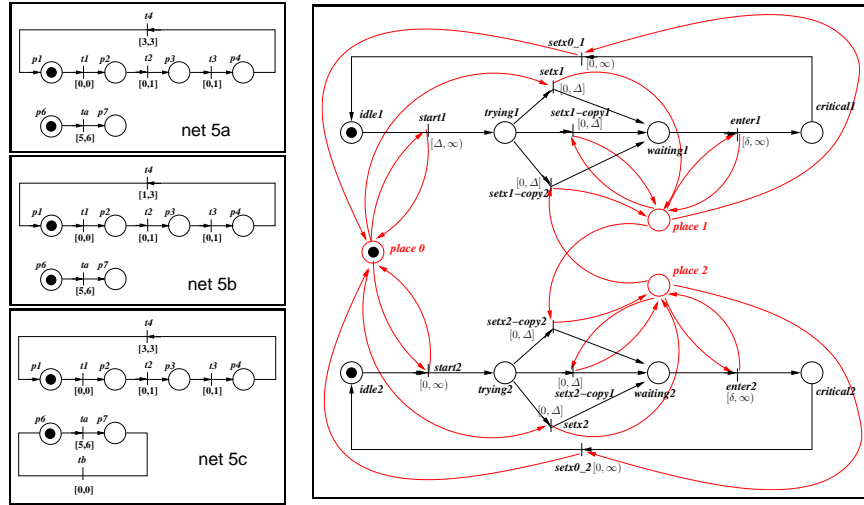 t4
[3,3]
p1 t1 p2 t2 p3 t3 p4
[0,0] [0,1] [0,1]
p6 ta p7
[5,6]
net 5a
t4
[1,3]
p1 t1 p2 t2 p3 t3 p4
[0,0] [0,1] [0,1]
p6 ta p7
[5,6]
net 5b
t4
[3,3]
p1 t1 p2 t2 p3 t3 p4
[0,0] [0,1] [0,1]
p6 ta p7
[5,6]
tb
[0,0]
net 5c
setx0_1
[0, ∞)
setx1
[0, Δ]
idle1
start1
[Δ, ∞)
trying1
setx1-copy1
[0, Δ]
waiting1
enter1
[δ, ∞)
critical1
[0, Δ]
setx1-copy2
place 1
place 0
place 2
setx2-copy2
[0, Δ]
idle2
start2
[0, ∞)
trying2
[0, Δ]
setx2-copy1
waiting2
enter2
[δ, ∞)
critical2
[0, Δ]
setx2
setx0_2 [0, ∞)